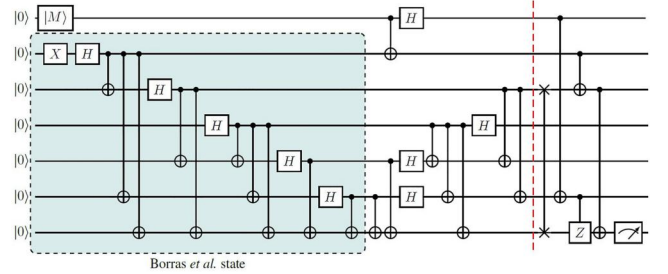 |0⟩ |M⟩ H
|0⟩ X H
|0⟩ H
|0⟩ H H
|0⟩ H H
|0⟩ H H
|0⟩ Z
Borras et al. state